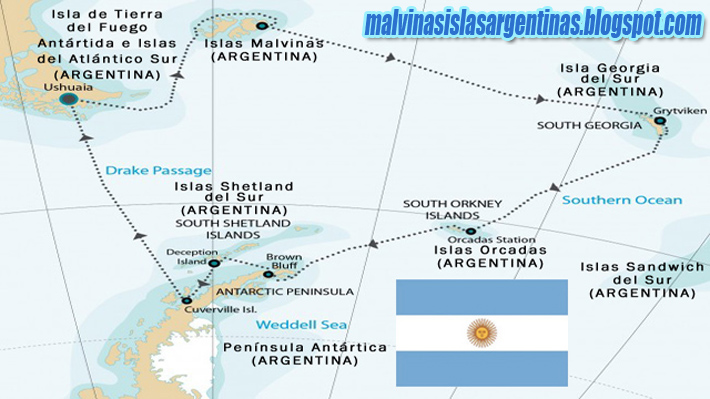 malvinasislasargentinas.blogspot.com
Isla de Tierra
del Fuego
Antártida e Islas
del Atlántico Sur
(ARGENTINA)
Ushuaia
Islas Malvinas
(ARGENTINA)
Isla Georgia
del Sur
(ARGENTINA)
Grytviken
SOUTH GEORGIA
Drake Passage
Islas Shetland
del Sur
(ARGENTINA)
SOUTH SHETLAND
ISLANDS
SOUTH ORKNEY
ISLANDS
Southern Ocean
Orcadas Station
Islas Orcadas
(ARGENTINA)
Deception
Island
Brown
Bluff
ANTARCTIC PENINSULA
Cuverville Isl.
Weddell Sea
Islas Sandwich
del Sur
(ARGENTINA)
Península Antártica
(ARGENTINA)